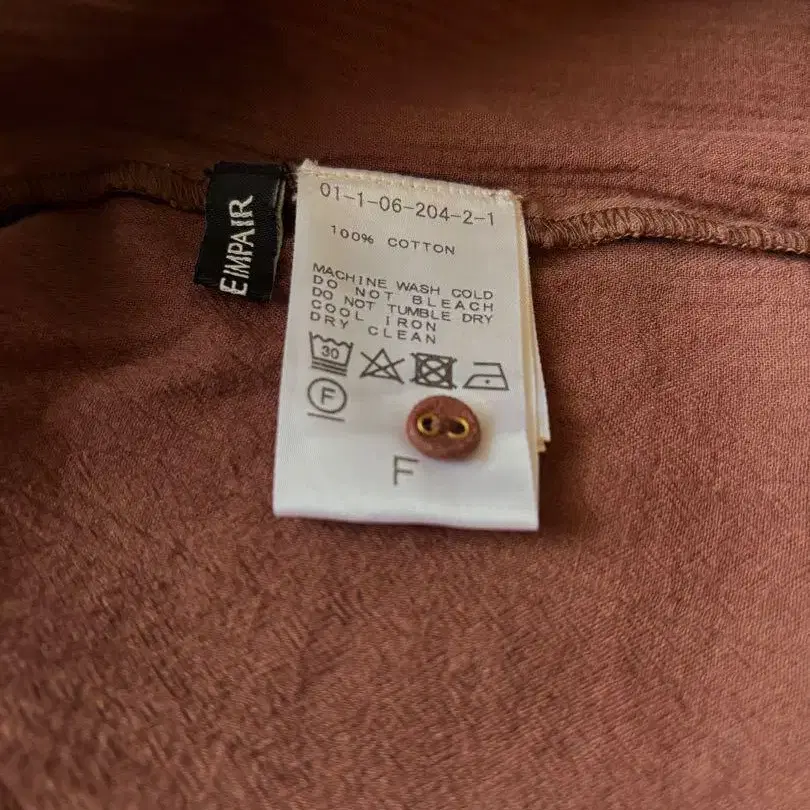 EIMPAIR
01-1-06-204-2-1
100% COTTON
MACHINE WASH COLD
DO NOT BLEACH
DO NOT TUMBLE DRY
COOL IRON
DRY CLEAN
30
F
F